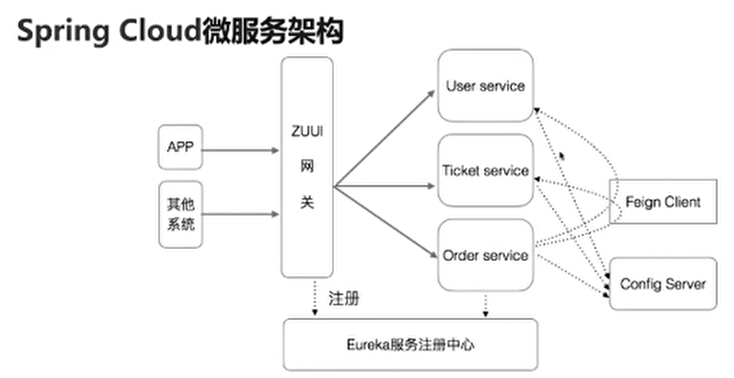 Spring Cloud微服务架构
ZUUI
网
关
APP
其他
系统
User service
Ticket service
Order service
Feign Client
Config Server
注册
Eureka服务注册中心